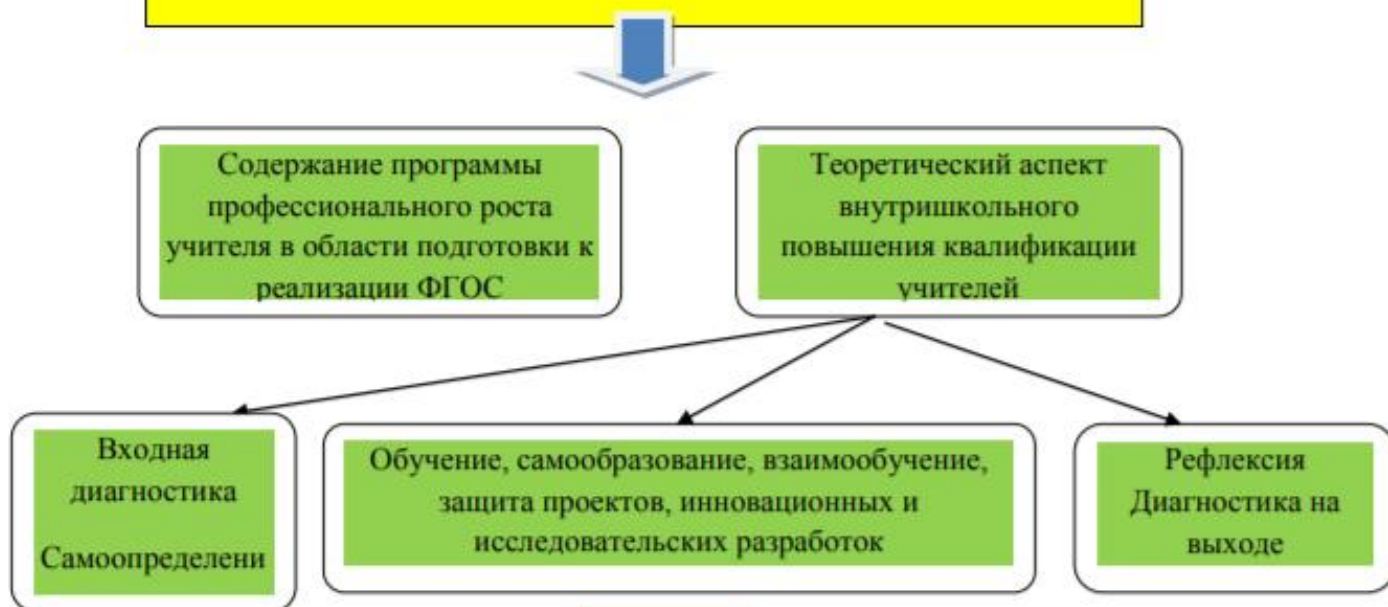 Содержание программы
профессионального роста
учителя в области подготовки к
реализации ФГОС
Теоретический аспект
внутришкольного
повышения квалификации
учителей
Входная
диагностика
Самоопределени
Обучение, самообразование, взаимообучение,
защита проектов, инновационных и
исследовательских разработок
Рефлексия
Диагностика на
выходе